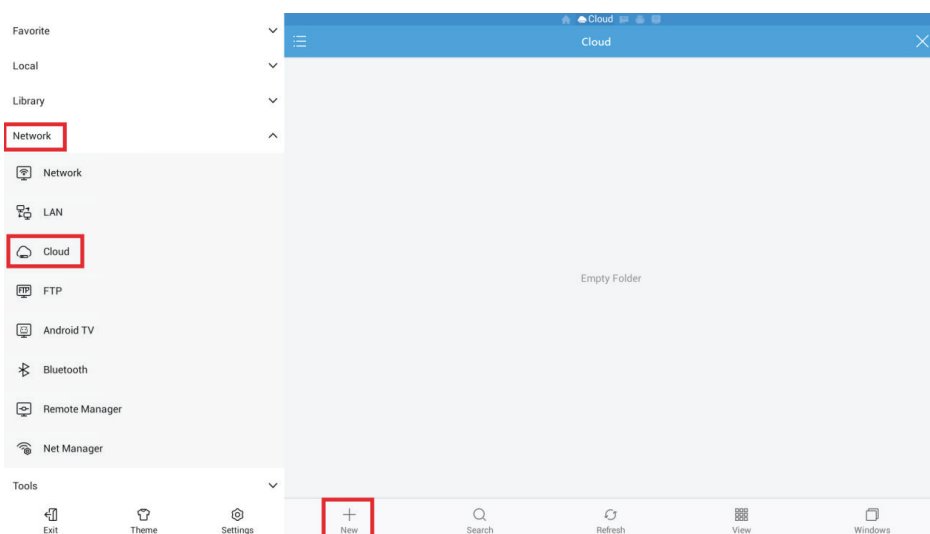 Favorite
Local
Library
Network
Network
LAN
Cloud
FTP
FTP
Android TV
Bluetooth
Remote Manager
Net Manager
Tools
Exit
Theme
Settings
Cloud
Cloud
Empty Folder
New
Search
Refresh
View
Windows